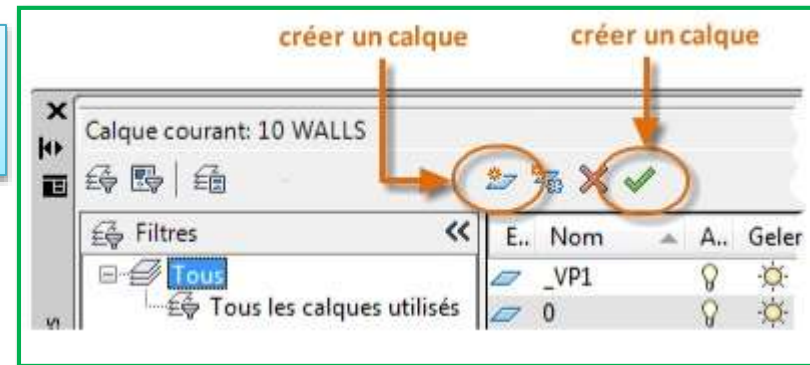 créer un calque créer un calque
Calque courant: 10 WALLS
Filtres
E.. Nom A.. Geler
Tous
_VP1
Tous les calques utilisés
0